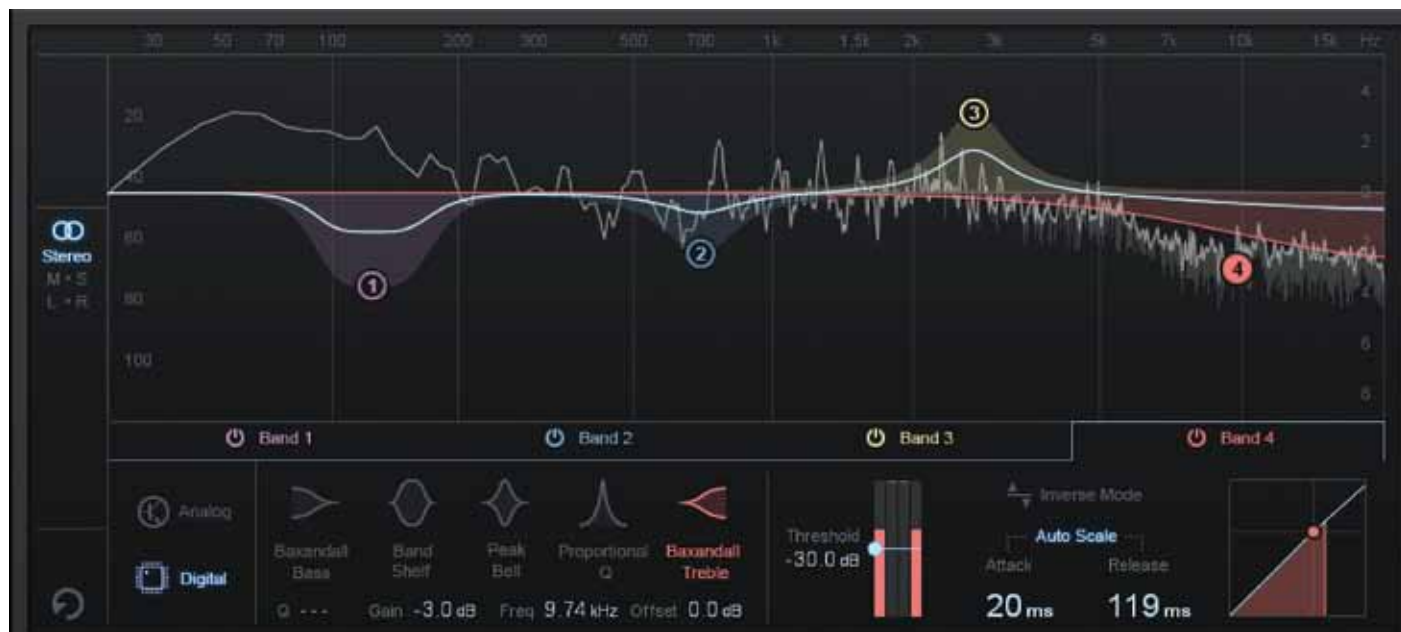 30 50 70 100 200 300 500 700 1k 1.5k 2k 3k 5k 7k 10k 15k Hz
20 4
3
2
40 0
Stereo 60
2
4
M • S
L • R 80 4
1
100 6
8
Band 1 Band 2 Band 3 Band 4
Analog
Digital
Baxandall Bass
Band Shelf
Peak Bell
Proportional Q
Baxandall Treble
Q - - - Gain -3.0 dB Freq 9.74 kHz Offset 0.0 dB
Threshold
-30.0 dB
Inverse Mode
Auto Scale
Attack Release
20 ms 119 ms